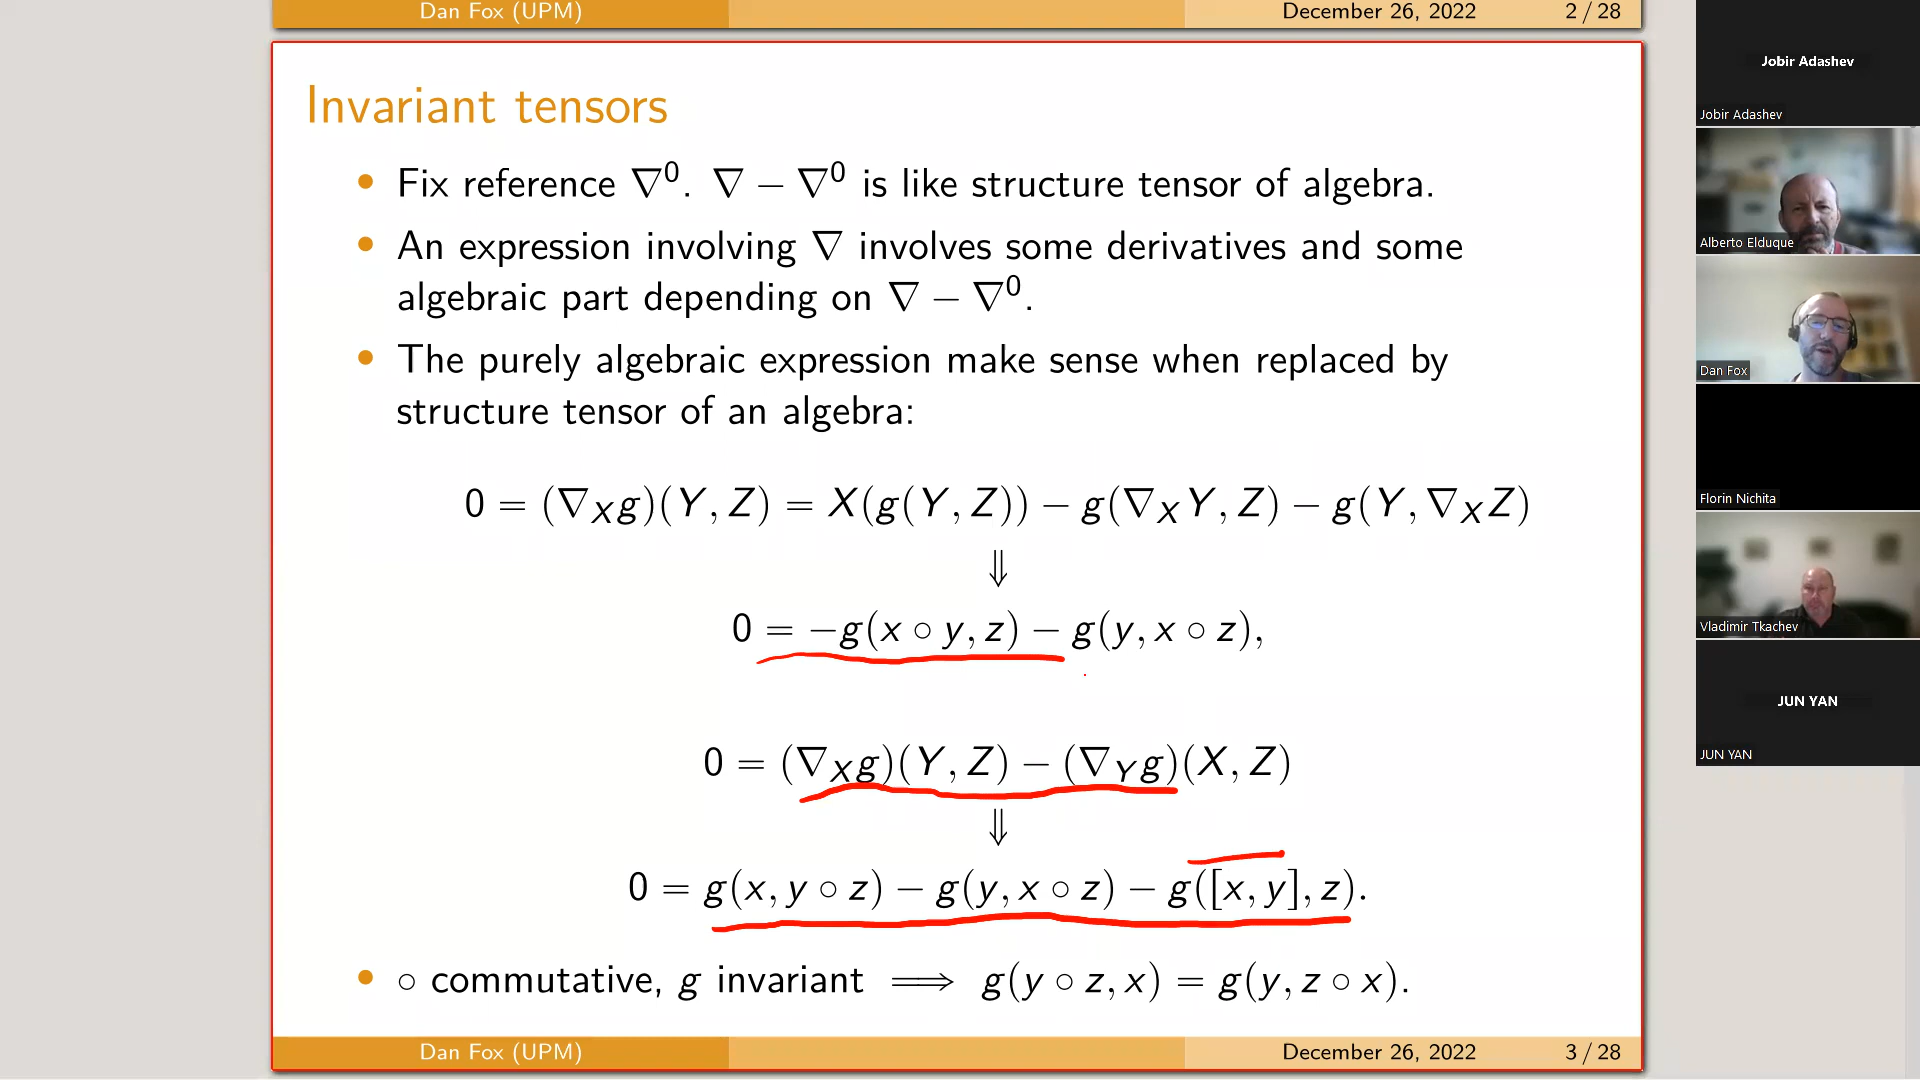 Dan Fox (UPM) December 26, 2022 2 / 28
Invariant tensors
• Fix reference ∇⁰. ∇ − ∇⁰ is like structure tensor of algebra.
• An expression involving ∇ involves some derivatives and some
algebraic part depending on ∇ − ∇⁰.
• The purely algebraic expression make sense when replaced by
structure tensor of an algebra:
0 = (∇_X g)(Y, Z) = X(g(Y, Z)) − g(∇_X Y, Z) − g(Y, ∇_X Z)
⇓
0 = −g(x ∘ y, z) − g(y, x ∘ z),
0 = (∇_X g)(Y, Z) − (∇_Y g)(X, Z)
⇓
0 = g(x, y ∘ z) − g(y, x ∘ z) − g([x, y], z).
• ∘ commutative, g invariant ⟹ g(y ∘ z, x) = g(y, z ∘ x).
Dan Fox (UPM) December 26, 2022 3 / 28
Jobir Adashev
Jobir Adashev
Alberto Elduque
Dan Fox
Florin Nichita
Vladimir Tkachev
JUN YAN
JUN YAN